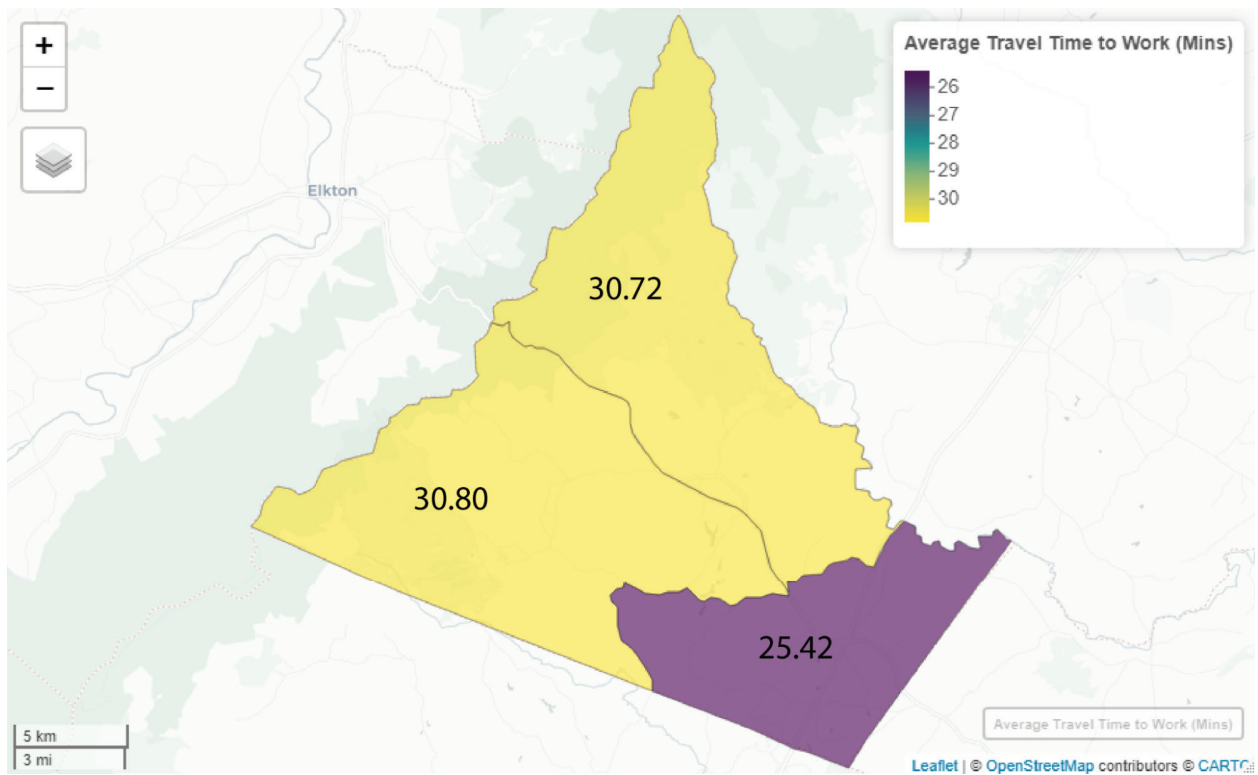 +
−
Elkton
Average Travel Time to Work (Mins)
26
27
28
29
30
30.72
30.80
25.42
5 km
3 mi
Average Travel Time to Work (Mins)
Leaflet | © OpenStreetMap contributors © CARTO